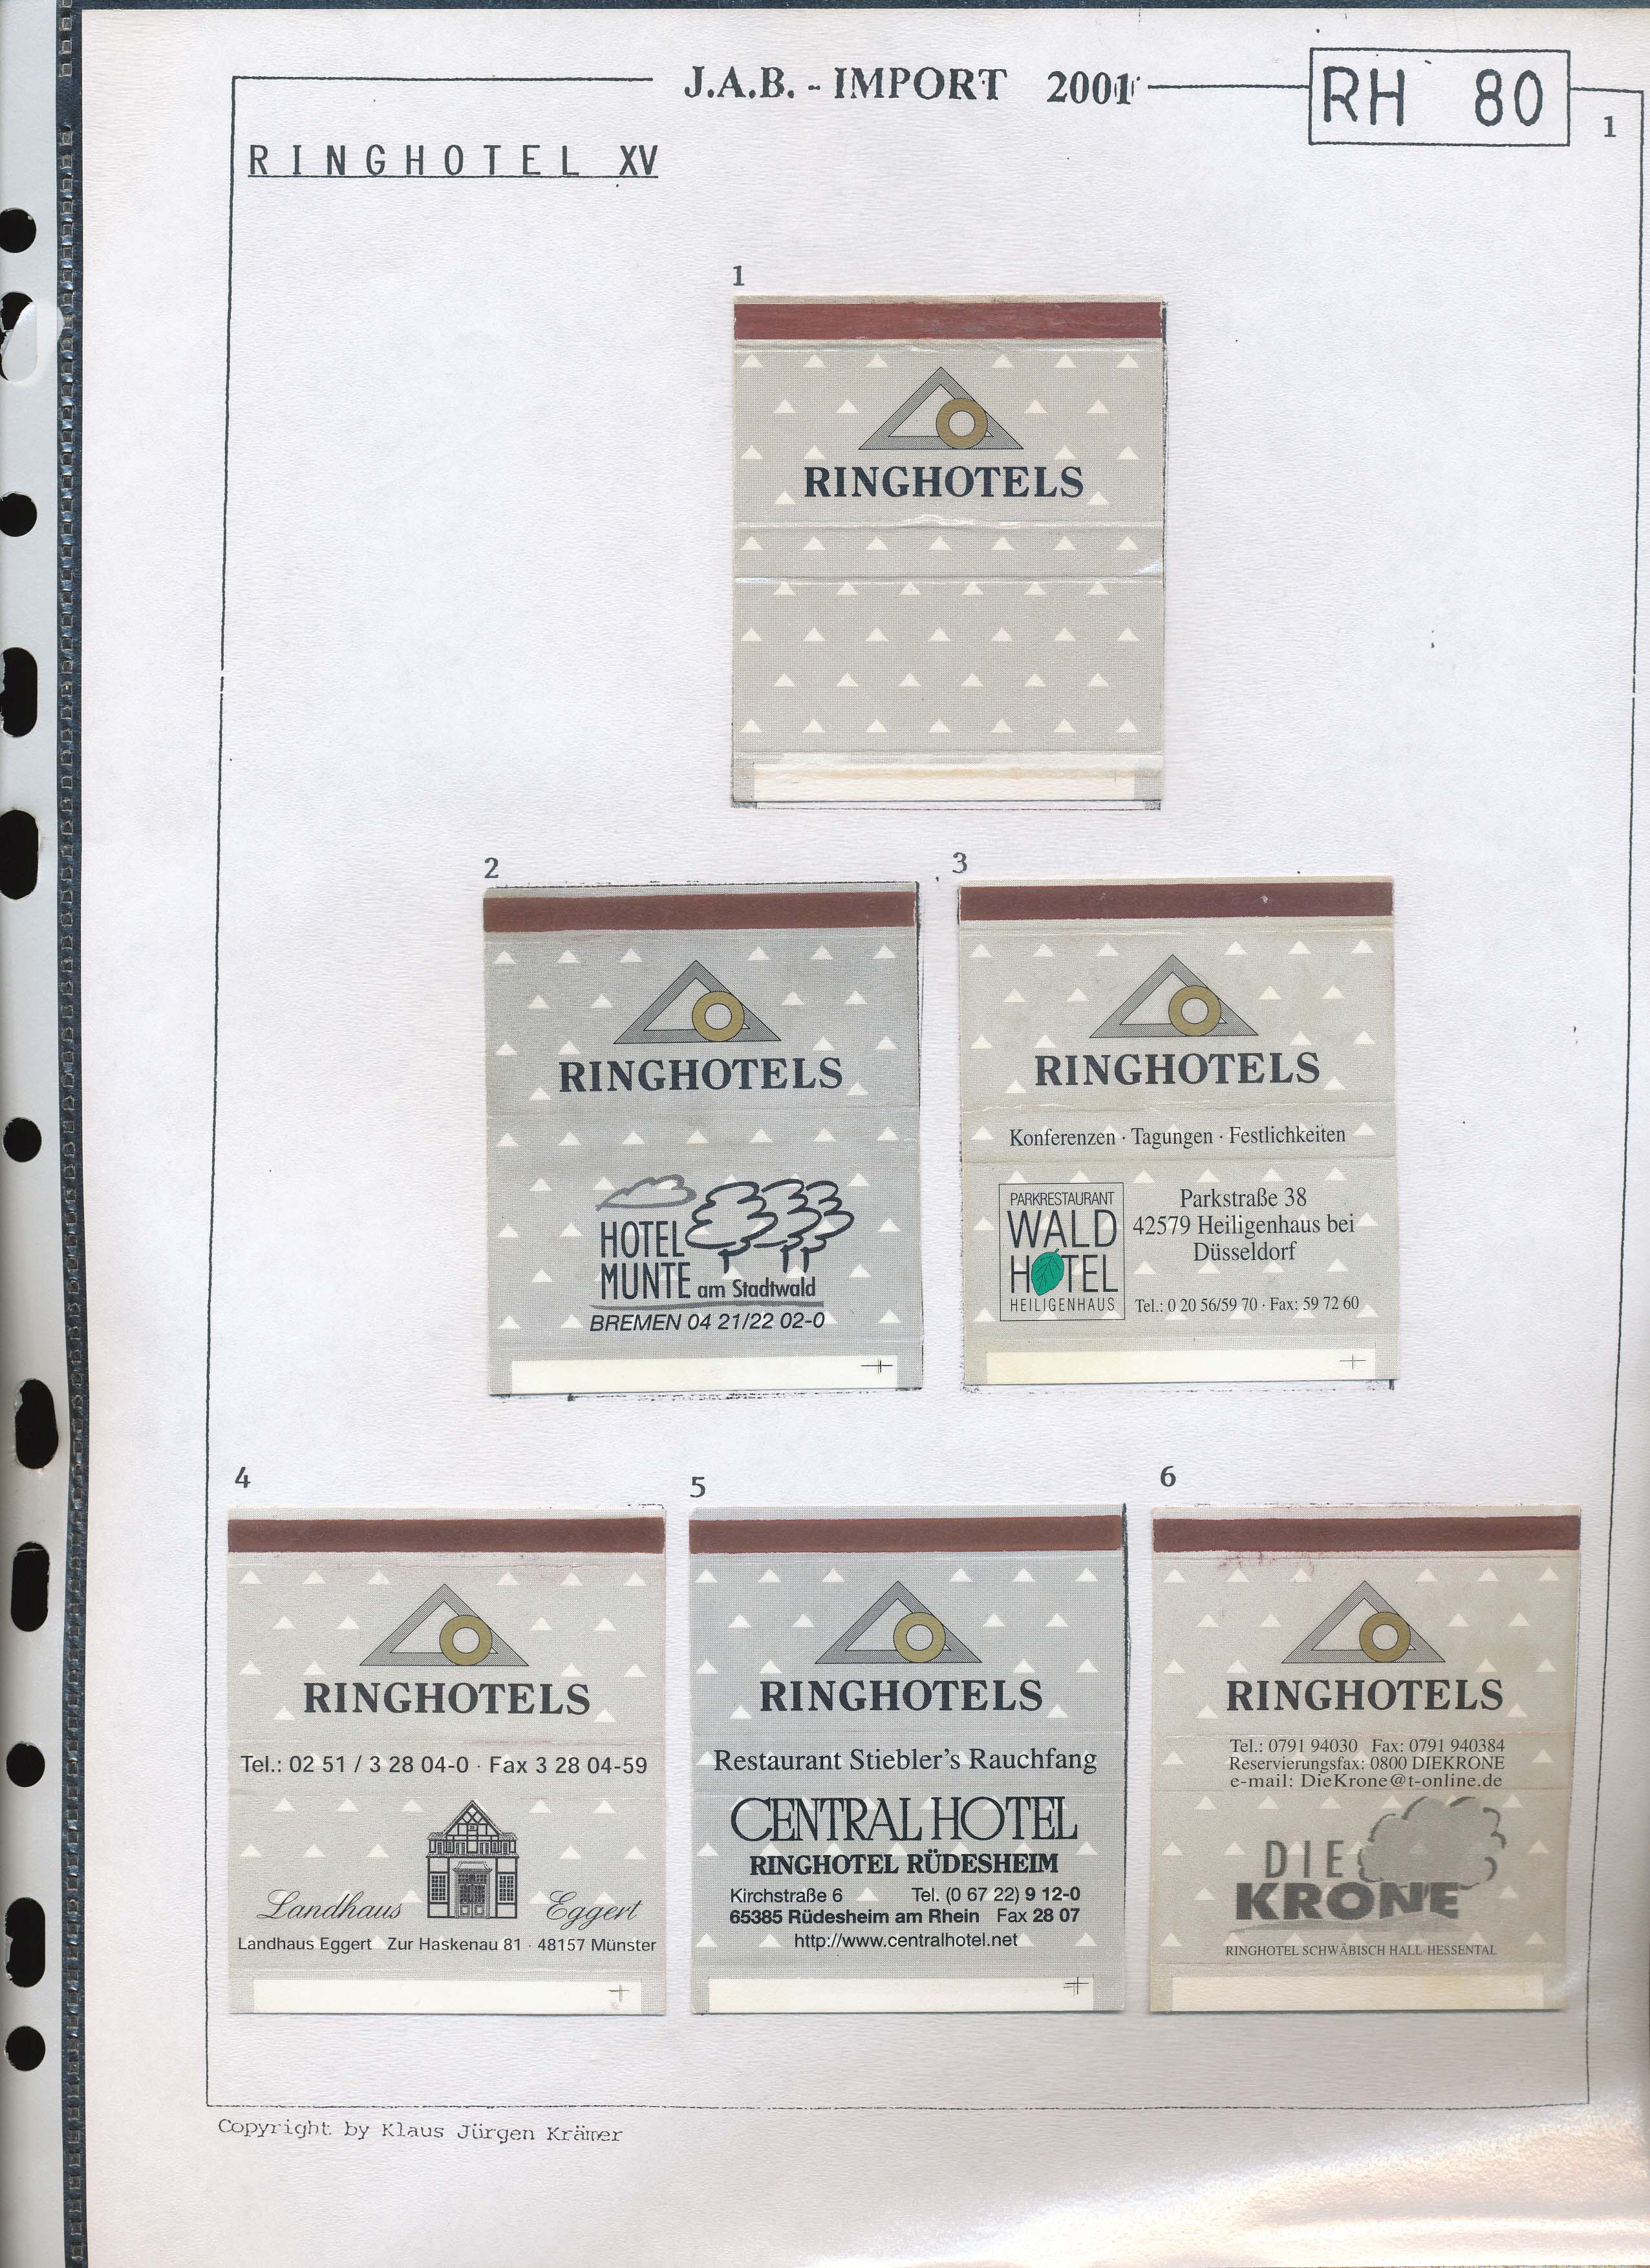 J.A.B. - IMPORT 2001
RH 80
1
RINGHOTEL XV
1
RINGHOTELS
2
RINGHOTELS
HOTEL
MUNTE am Stadtwald
BREMEN 04 21/22 02-0
3
RINGHOTELS
Konferenzen · Tagungen · Festlichkeiten
PARKRESTAURANT
WALD
HOTEL
HEILIGENHAUS
Parkstraße 38
42579 Heiligenhaus bei
Düsseldorf
Tel.: 0 20 56/59 70 · Fax: 59 72 60
4
RINGHOTELS
Tel.: 02 51 / 3 28 04-0 · Fax 3 28 04-59
Landhaus Eggert
Landhaus Eggert Zur Haskenau 81 · 48157 Münster
5
RINGHOTELS
Restaurant Stiebler's Rauchfang
CENTRAL HOTEL
RINGHOTEL RÜDESHEIM
Kirchstraße 6 Tel. (0 67 22) 9 12-0
65385 Rüdesheim am Rhein Fax 28 07
http://www.centralhotel.net
6
RINGHOTELS
Tel.: 0791 94030 Fax: 0791 940384
Reservierungsfax: 0800 DIEKRONE
e-mail: DieKrone@t-online.de
DIE
KRONE
RINGHOTEL SCHWÄBISCH HALL-HESSENTAL
Copyright by Klaus Jürgen Krämer